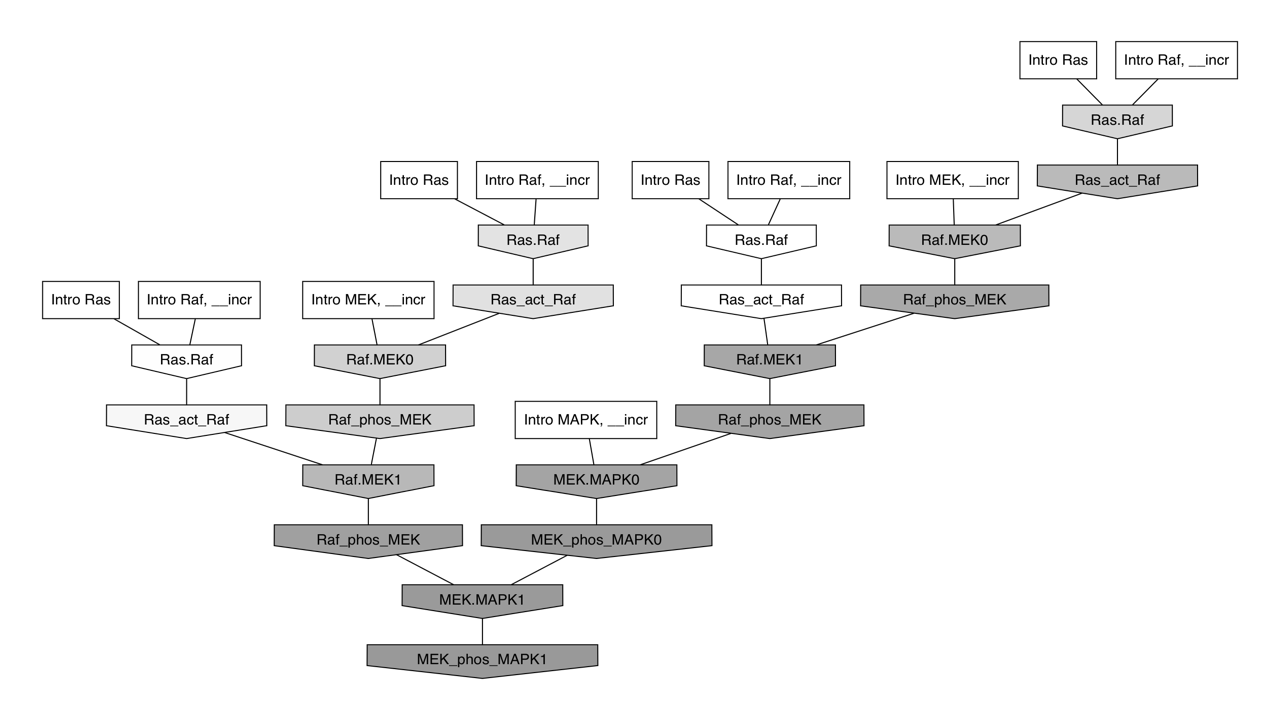 Intro Ras
Intro Raf, __incr
Ras.Raf
Intro Ras
Intro Raf, __incr
Intro Ras
Intro Raf, __incr
Intro MEK, __incr
Ras_act_Raf
Ras.Raf
Ras.Raf
Raf.MEK0
Intro Ras
Intro Raf, __incr
Intro MEK, __incr
Ras_act_Raf
Ras_act_Raf
Raf_phos_MEK
Ras.Raf
Raf.MEK0
Raf.MEK1
Ras_act_Raf
Raf_phos_MEK
Intro MAPK, __incr
Raf_phos_MEK
Raf.MEK1
MEK.MAPK0
Raf_phos_MEK
MEK_phos_MAPK0
MEK.MAPK1
MEK_phos_MAPK1